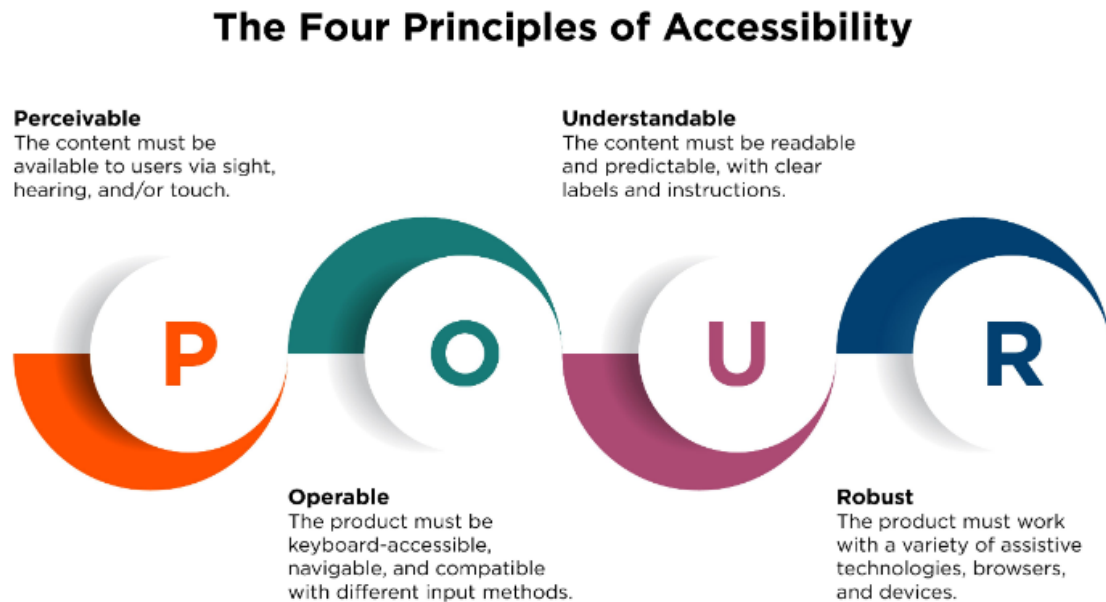 The Four Principles of Accessibility
Perceivable
The content must be
available to users via sight,
hearing, and/or touch.
Understandable
The content must be readable
and predictable, with clear
labels and instructions.
P
O
U
R
Operable
The product must be
keyboard-accessible,
navigable, and compatible
with different input methods.
Robust
The product must work
with a variety of assistive
technologies, browsers,
and devices.